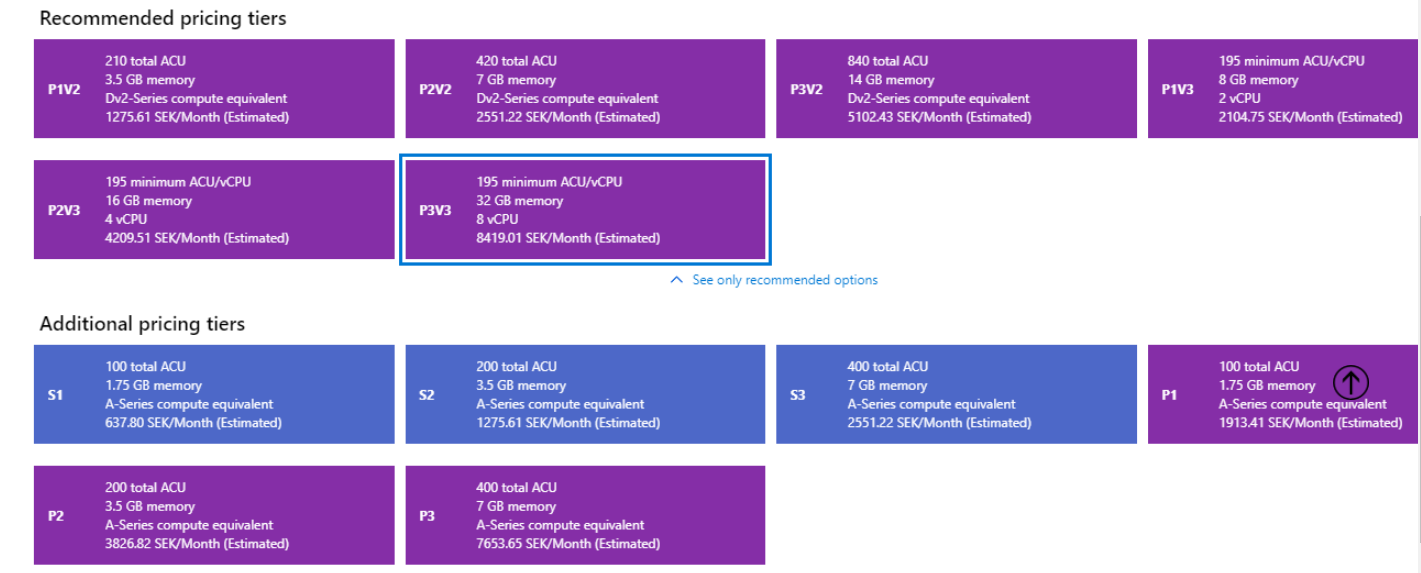 Recommended pricing tiers
P1V2
210 total ACU
3.5 GB memory
Dv2-Series compute equivalent
1275.61 SEK/Month (Estimated)
P2V2
420 total ACU
7 GB memory
Dv2-Series compute equivalent
2551.22 SEK/Month (Estimated)
P3V2
840 total ACU
14 GB memory
Dv2-Series compute equivalent
5102.43 SEK/Month (Estimated)
P1V3
195 minimum ACU/vCPU
8 GB memory
2 vCPU
2104.75 SEK/Month (Estimated)
P2V3
195 minimum ACU/vCPU
16 GB memory
4 vCPU
4209.51 SEK/Month (Estimated)
P3V3
195 minimum ACU/vCPU
32 GB memory
8 vCPU
8419.01 SEK/Month (Estimated)
See only recommended options
Additional pricing tiers
S1
100 total ACU
1.75 GB memory
A-Series compute equivalent
637.80 SEK/Month (Estimated)
S2
200 total ACU
3.5 GB memory
A-Series compute equivalent
1275.61 SEK/Month (Estimated)
S3
400 total ACU
7 GB memory
A-Series compute equivalent
2551.22 SEK/Month (Estimated)
P1
100 total ACU
1.75 GB memory
A-Series compute equivalent
1913.41 SEK/Month (Estimated)
P2
200 total ACU
3.5 GB memory
A-Series compute equivalent
3826.82 SEK/Month (Estimated)
P3
400 total ACU
7 GB memory
A-Series compute equivalent
7653.65 SEK/Month (Estimated)